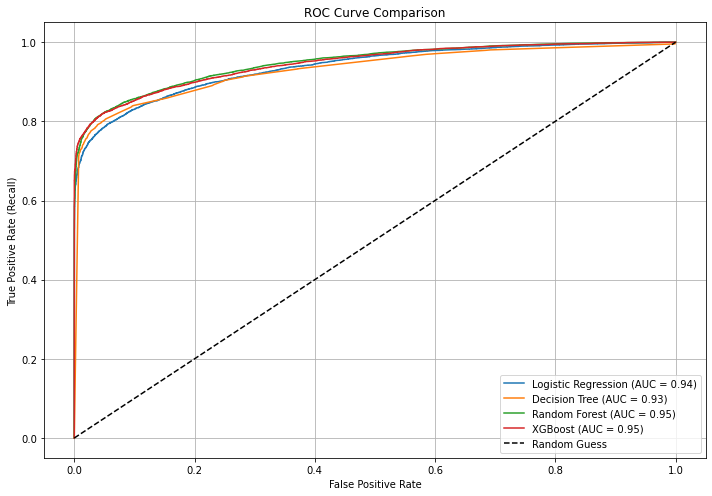 ROC Curve Comparison
True Positive Rate (Recall)
1.0
0.8
0.6
0.4
0.2
0.0
0.0 0.2 0.4 0.6 0.8 1.0
False Positive Rate
Logistic Regression (AUC = 0.94)
Decision Tree (AUC = 0.93)
Random Forest (AUC = 0.95)
XGBoost (AUC = 0.95)
Random Guess